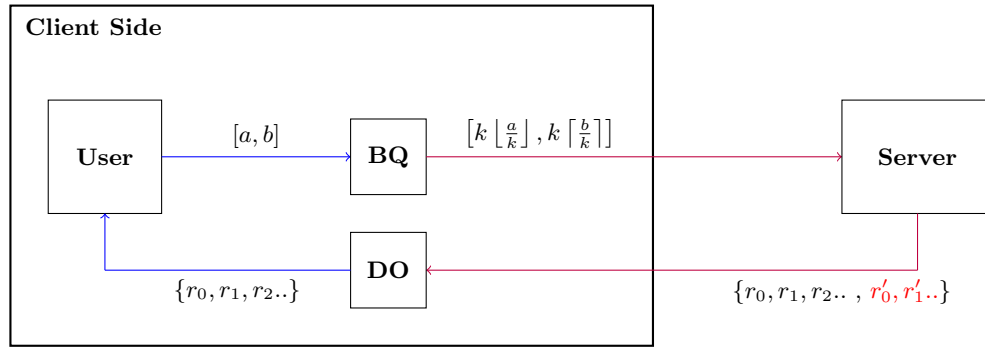 Client Side
[a, b]
[k ⌊a/k⌋, k ⌈b/k⌉]
User
BQ
Server
DO
{r₀, r₁, r₂..}
{r₀, r₁, r₂.. , r′₀, r′₁..}